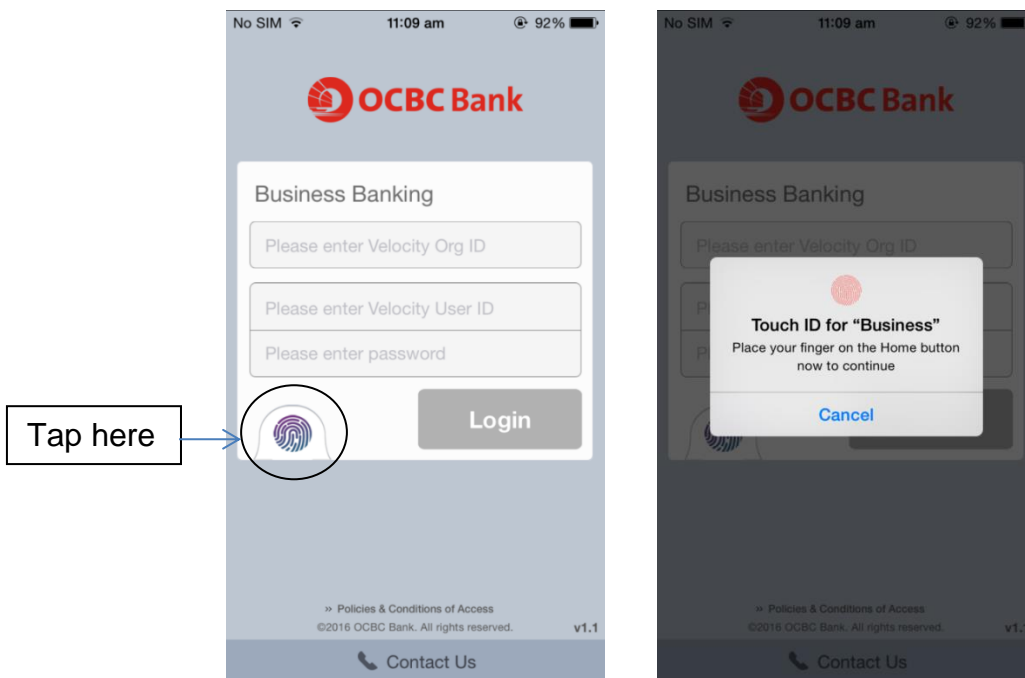 No SIM 11:09 am 92%
OCBC Bank
Business Banking
Please enter Velocity Org ID
Please enter Velocity User ID
Please enter password
Login
Tap here
» Policies & Conditions of Access
©2016 OCBC Bank. All rights reserved. v1.1
Contact Us
No SIM 11:09 am 92%
OCBC Bank
Business Banking
Please enter Velocity Org ID
Touch ID for “Business”
Place your finger on the Home button
now to continue
Cancel
» Policies & Conditions of Access
©2016 OCBC Bank. All rights reserved. v1.1
Contact Us